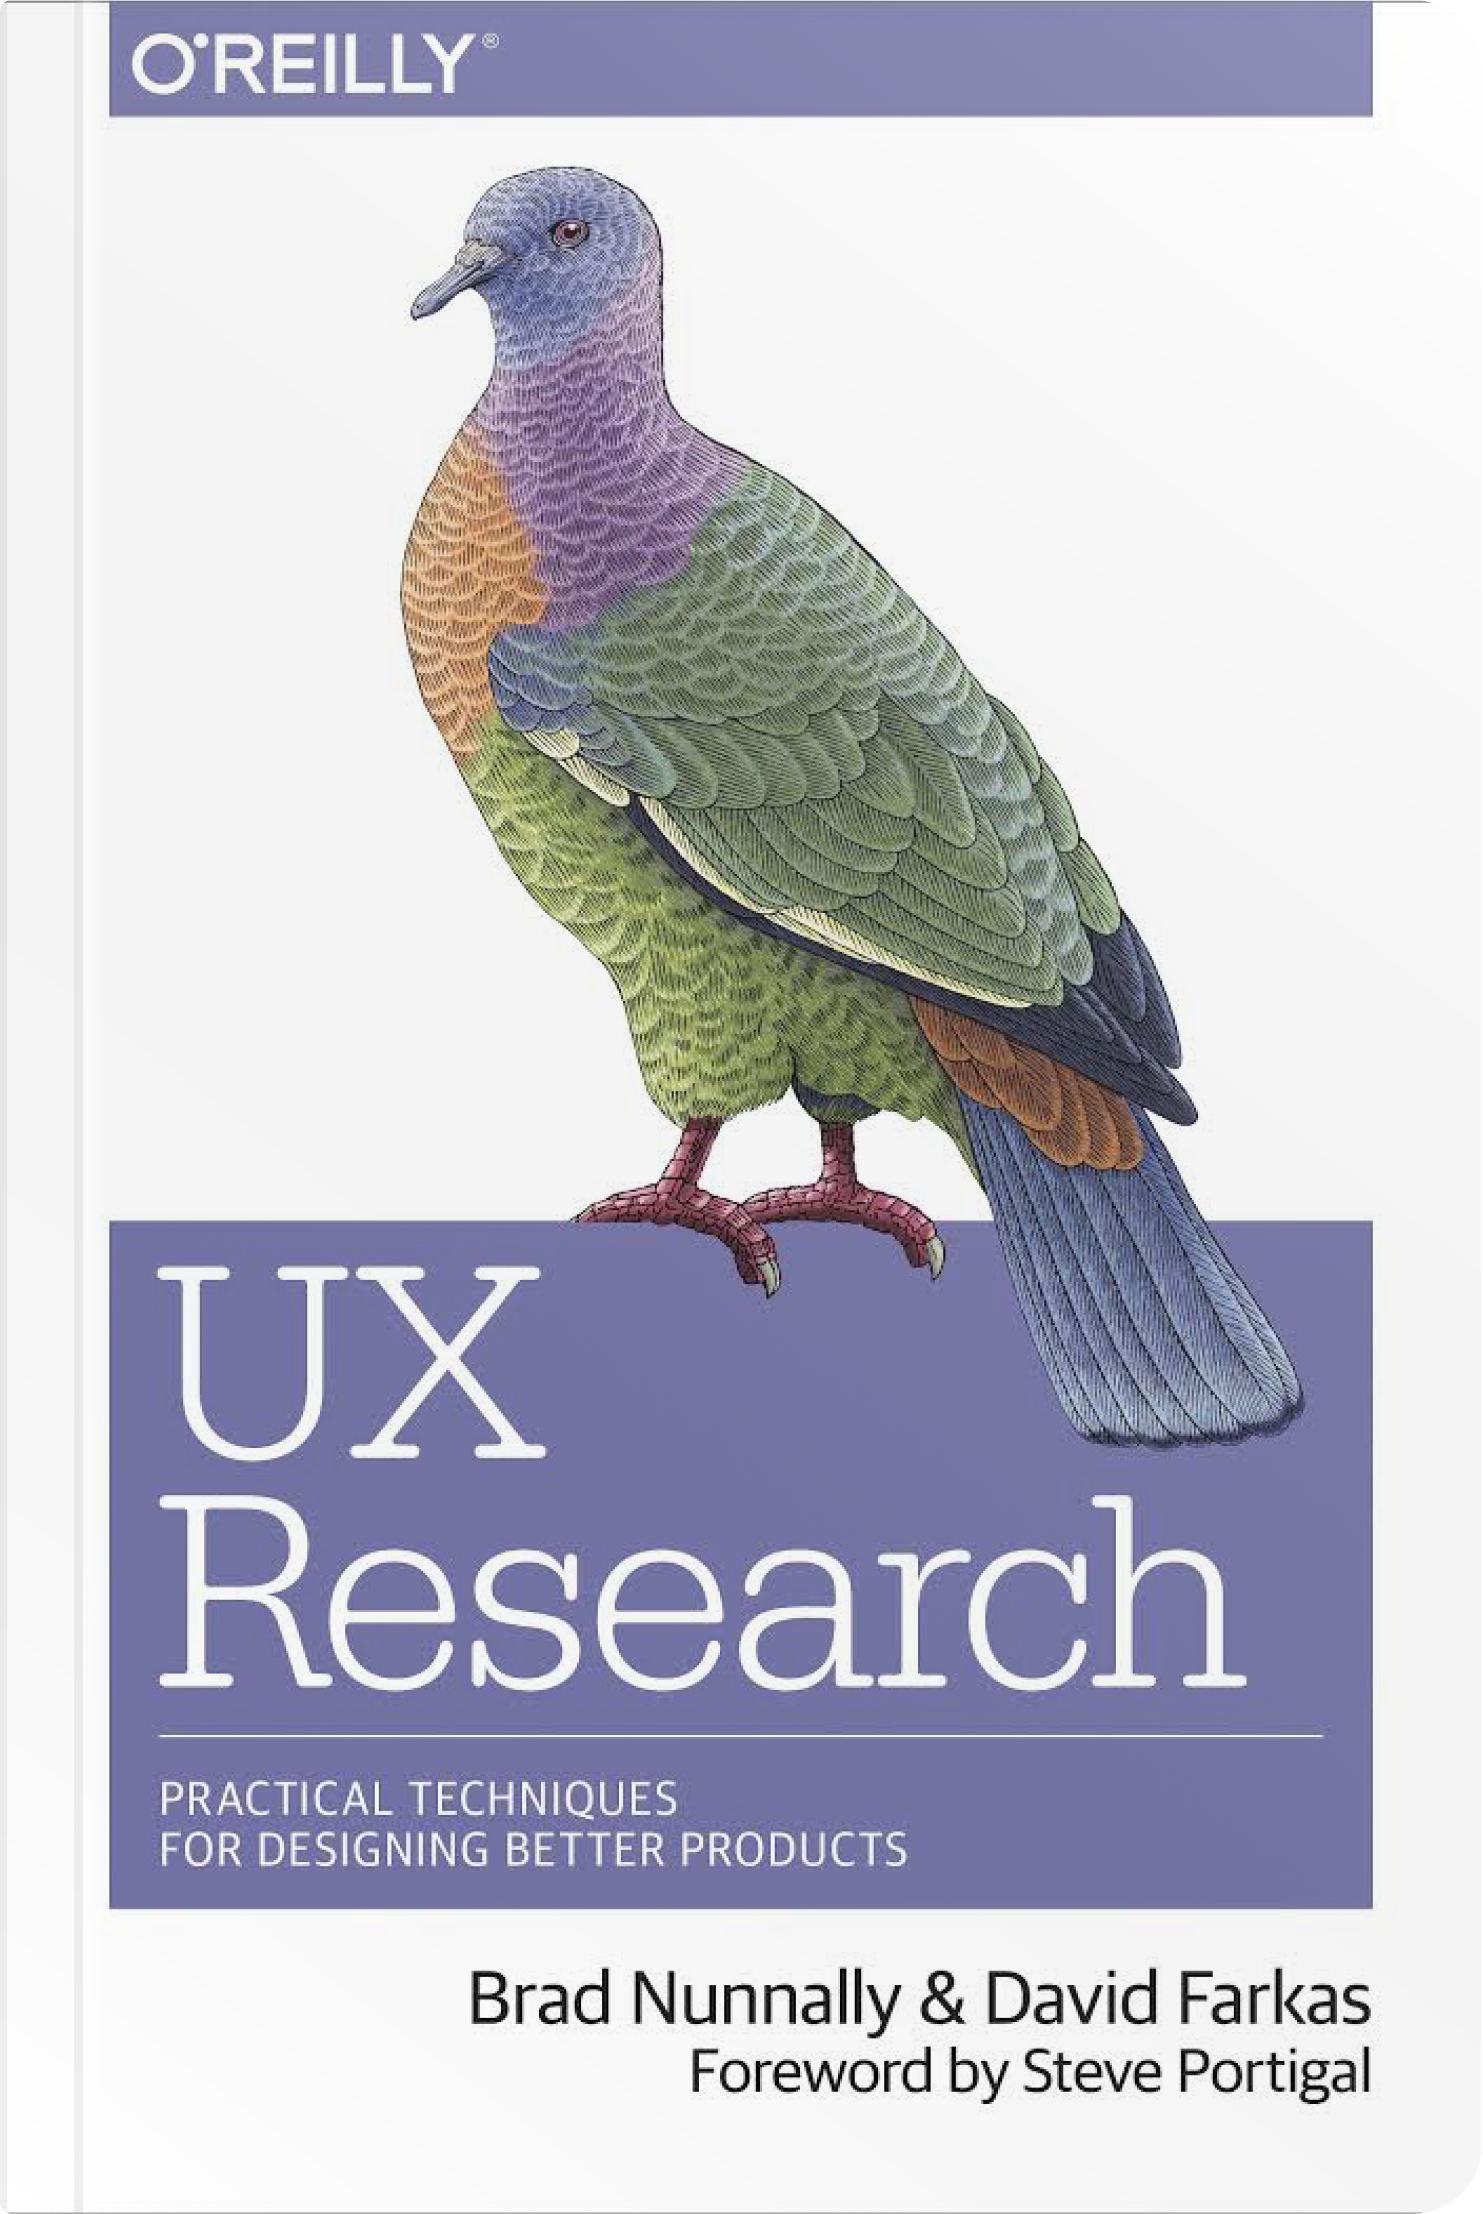 O'REILLY®
UX
Research
PRACTICAL TECHNIQUES
FOR DESIGNING BETTER PRODUCTS
Brad Nunnally & David Farkas
Foreword by Steve Portigal